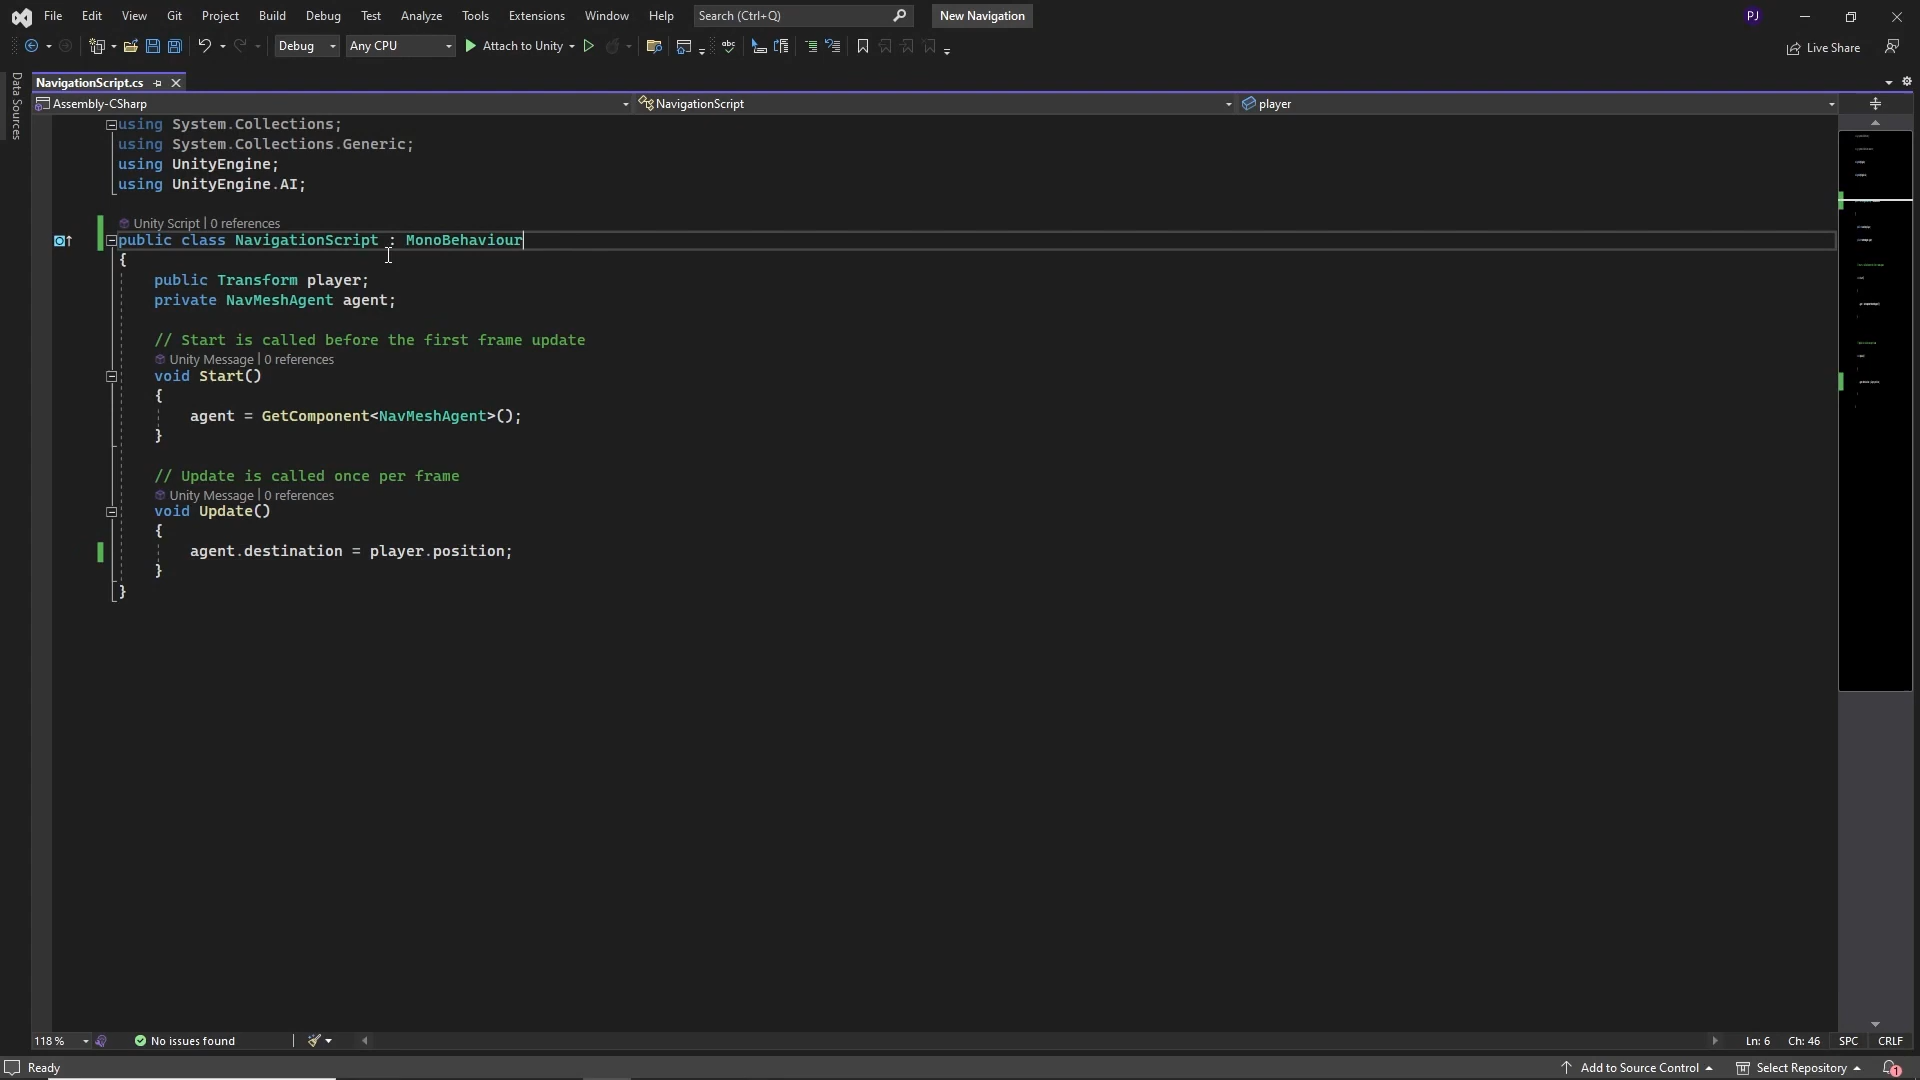 File Edit View Git Project Build Debug Test Analyze Tools Extensions Window Help Search (Ctrl+Q) New Navigation PJ
Debug Any CPU Attach to Unity abc Live Share
NavigationScript.cs
Data Sources
Assembly-CSharp NavigationScript player
using System.Collections;
using System.Collections.Generic;
using UnityEngine;
using UnityEngine.AI;
Unity Script | 0 references
public class NavigationScript : MonoBehaviour
{
public Transform player;
private NavMeshAgent agent;
// Start is called before the first frame update
Unity Message | 0 references
void Start()
{
agent = GetComponent<NavMeshAgent>();
}
// Update is called once per frame
Unity Message | 0 references
void Update()
{
agent.destination = player.position;
}
}
118 % No issues found Ln: 6 Ch: 46 SPC CRLF
Ready Add to Source Control Select Repository 1